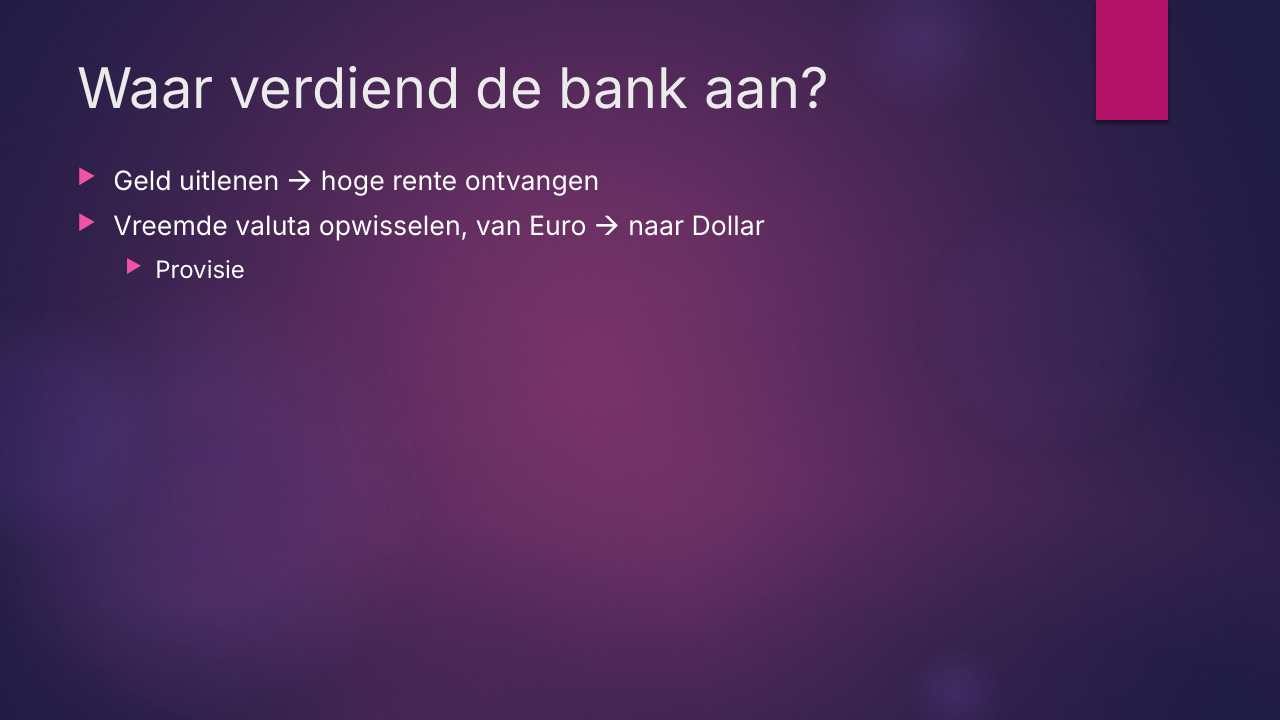 Waar verdiend de bank aan?
Geld uitlenen → hoge rente ontvangen
Vreemde valuta opwisselen, van Euro → naar Dollar
Provisie